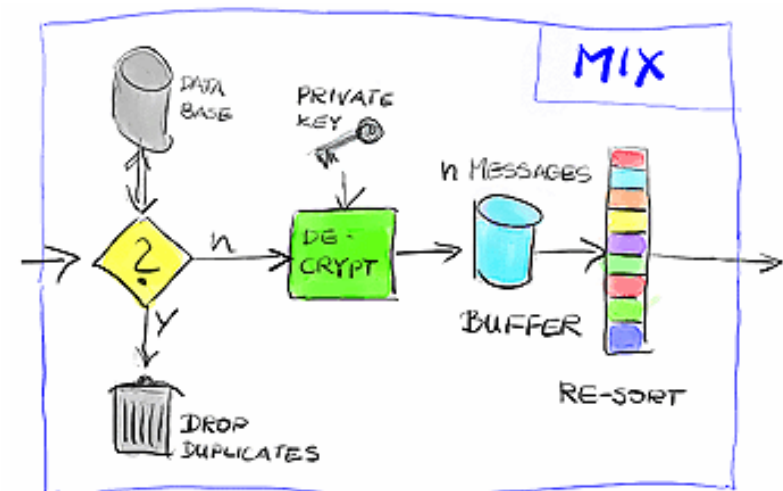 MIX
DATA
BASE
PRIVATE
KEY
n MESSAGES
?
n
DE-
CRYPT
Y
BUFFER
RE-SORT
DROP
DUPLICATES